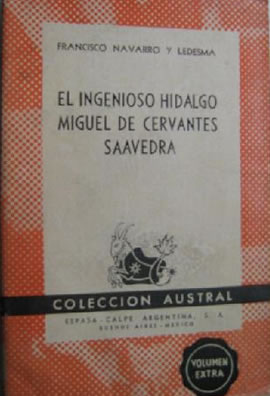 FRANCISCO NAVARRO Y LEDESMA
EL INGENIOSO HIDALGO
MIGUEL DE CERVANTES
SAAVEDRA
COLECCION AUSTRAL
ESPASA-CALPE ARGENTINA, S. A.
BUENOS AIRES-MEXICO
VOLUMEN
EXTRA